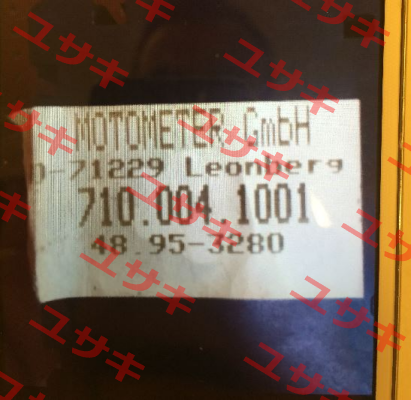 MOTOMETER GmbH
D-71229 Leonberg
710.004.1001
48.95-3280
ユサキ